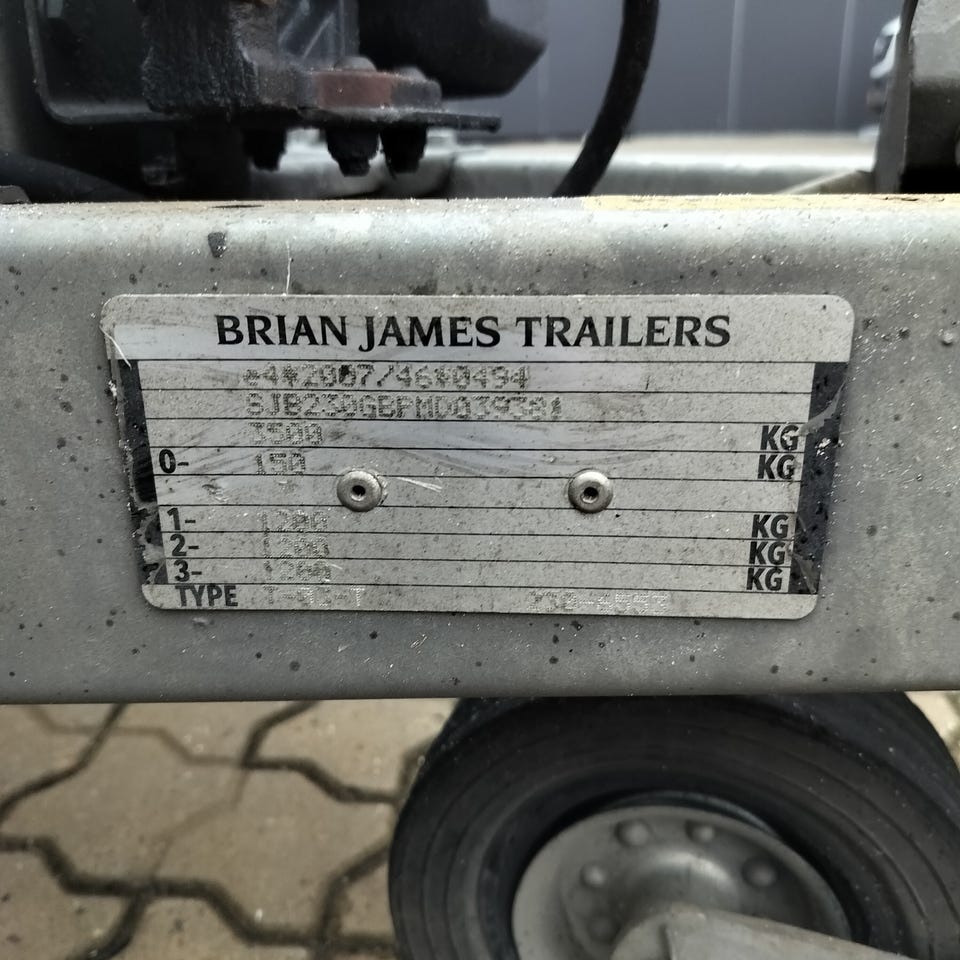 BRIAN JAMES TRAILERS
e4*2007/46*0494
3500 KG
0- 150 KG
1- 1200 KG
2- 1200 KG
3- 1200 KG
TYPE